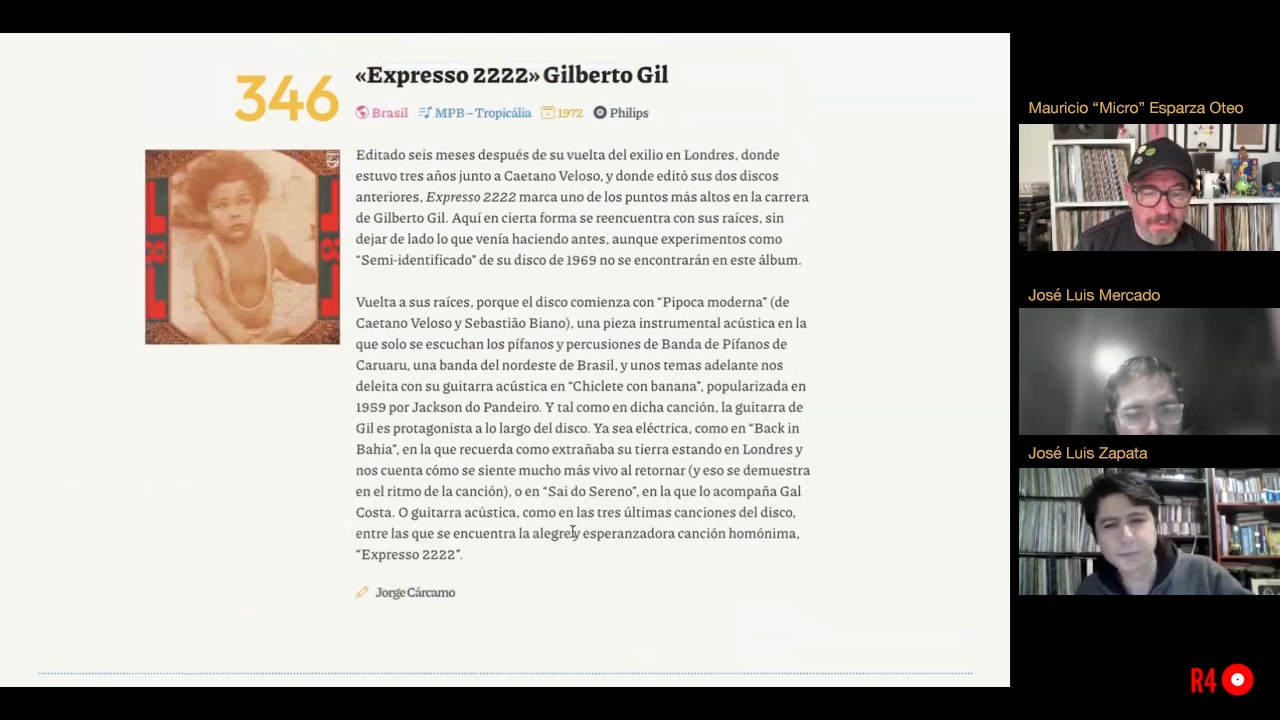 346
«Expresso 2222» Gilberto Gil
Brasil MPB – Tropicália 1972 Philips
Editado seis meses después de su vuelta del exilio en Londres, donde
estuvo tres años junto a Caetano Veloso, y donde editó sus dos discos
anteriores, Expresso 2222 marca uno de los puntos más altos en la carrera
de Gilberto Gil. Aquí en cierta forma se reencuentra con sus raíces, sin
dejar de lado lo que venía haciendo antes, aunque experimentos como
“Semi-identificado” de su disco de 1969 no se encontrarán en este álbum.
Vuelta a sus raíces, porque el disco comienza con “Pipoca moderna” (de
Caetano Veloso y Sebastião Biano), una pieza instrumental acústica en la
que solo se escuchan los pífanos y percusiones de Banda de Pífanos de
Caruaru, una banda del nordeste de Brasil, y unos temas adelante nos
deleita con su guitarra acústica en “Chiclete con banana”, popularizada en
1959 por Jackson do Pandeiro. Y tal como en dicha canción, la guitarra de
Gil es protagonista a lo largo del disco. Ya sea eléctrica, como en “Back in
Bahia”, en la que recuerda como extrañaba su tierra estando en Londres y
nos cuenta cómo se siente mucho más vivo al retornar (y eso se demuestra
en el ritmo de la canción), o en “Sai do Sereno”, en la que lo acompaña Gal
Costa. O guitarra acústica, como en las tres últimas canciones del disco,
entre las que se encuentra la alegre y esperanzadora canción homónima,
“Expresso 2222”.
Jorge Cárcamo
Mauricio “Micro” Esparza Oteo
José Luis Mercado
José Luis Zapata
R4